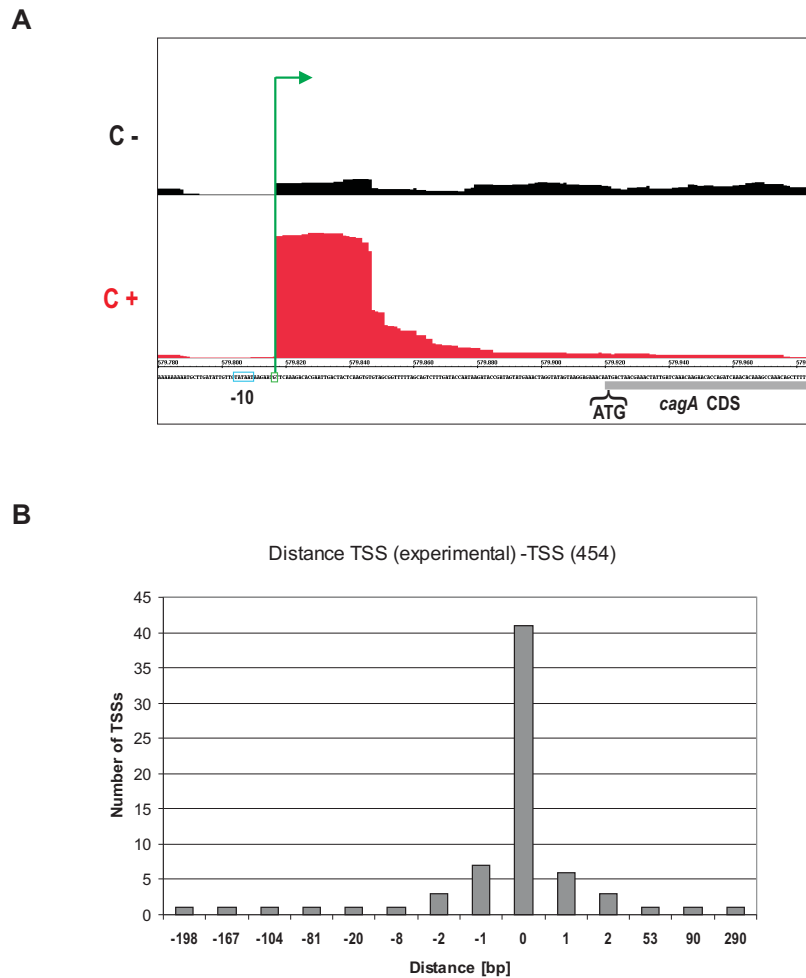 A
C -
C +
579.780 579.800 579.820 579.840 579.860 579.880 579.900 579.920 579.940 579.960
-10
ATG
cagA CDS
B
Distance TSS (experimental) -TSS (454)
Number of TSSs
45
40
35
30
25
20
15
10
5
0
-198 -167 -104 -81 -20 -8 -2 -1 0 1 2 53 90 290
Distance [bp]